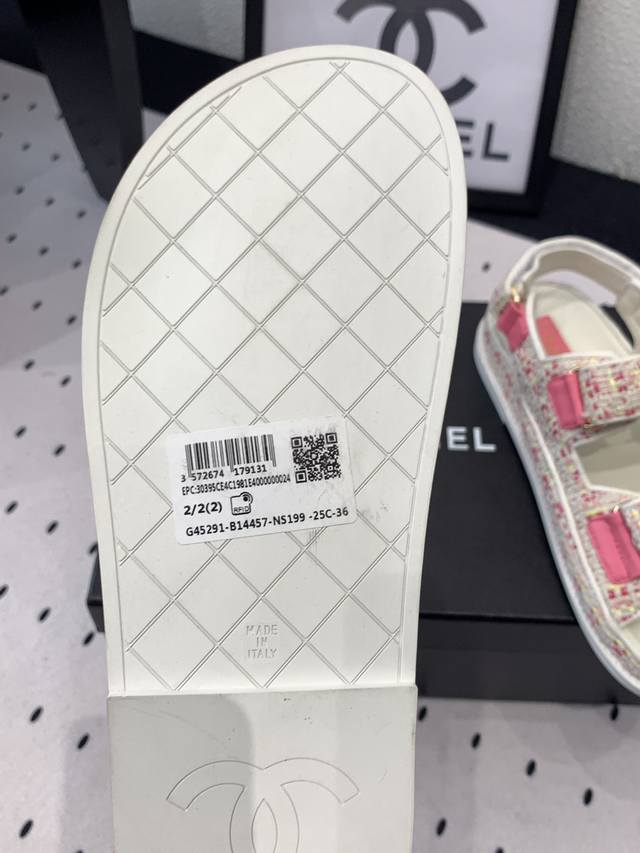 EL
EL
3 572674 179131
EPC:30395CE4C1981E4000000024
2/2(2) RFID
G45291-B14457-NS199 -25C-36
MADE
IN
ITALY